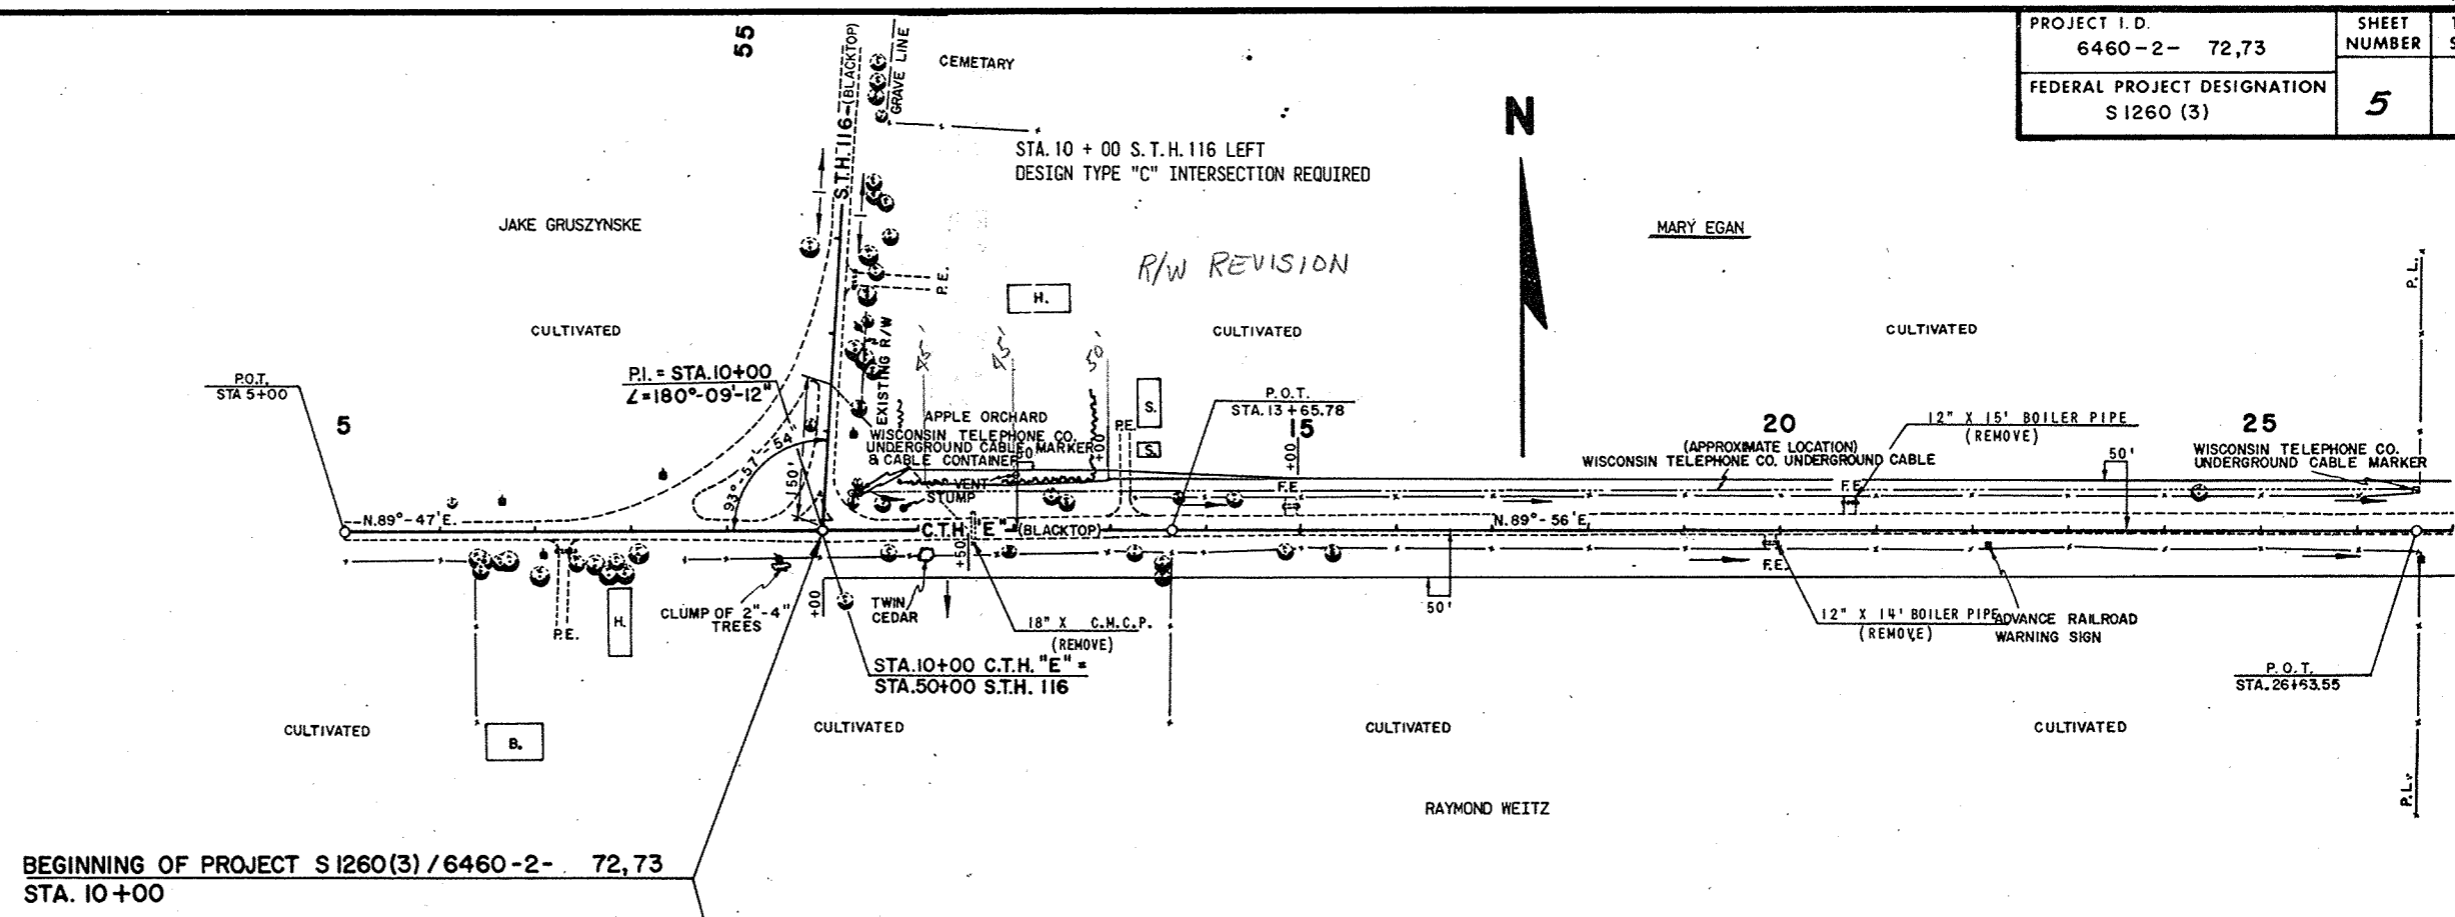 PROJECT I.D.
6460-2- 72,73
SHEET
NUMBER
FEDERAL PROJECT DESIGNATION
S 1260 (3)
5
55
S.T.H. 116-(BLACKTOP)
GRAVE LINE
CEMETARY
N
STA. 10 + 00 S.T.H. 116 LEFT
DESIGN TYPE "C" INTERSECTION REQUIRED
JAKE GRUSZYNSKE
MARY EGAN
R/W REVISION
P.E.
H.
P.L.
CULTIVATED
CULTIVATED
CULTIVATED
EXISTING R/W
45'
45'
50'
P.I. = STA. 10+00
∠=180°-09'-12"
P.O.T.
STA 5+00
5
APPLE ORCHARD
WISCONSIN TELEPHONE CO.
UNDERGROUND CABLE MARKER
& CABLE CONTAINER
+00
P.E.
S.
S.
P.O.T.
STA. 13 + 65.78
15
+00
20
(APPROXIMATE LOCATION)
WISCONSIN TELEPHONE CO. UNDERGROUND CABLE
12" X 15' BOILER PIPE
(REMOVE)
25
WISCONSIN TELEPHONE CO.
UNDERGROUND CABLE MARKER
50'
93°-57'-54"
150'
VENT
STUMP
F.E.
F.E.
N.89°-47'E.
C.T.H. "E" (BLACKTOP)
N.89°-56'E.
+50
F.E.
+00
50'
CLUMP OF 2"-4"
TREES
TWIN
CEDAR
18" X C.M.C.P.
(REMOVE)
12" X 14' BOILER PIPE
(REMOVE)
ADVANCE RAILROAD
WARNING SIGN
P.E.
H.
STA. 10+00 C.T.H. "E" =
STA. 50+00 S.T.H. 116
P.O.T.
STA. 26+63.55
CULTIVATED
B.
CULTIVATED
CULTIVATED
CULTIVATED
P.L.
RAYMOND WEITZ
BEGINNING OF PROJECT S 1260(3) / 6460-2- 72,73
STA. 10+00